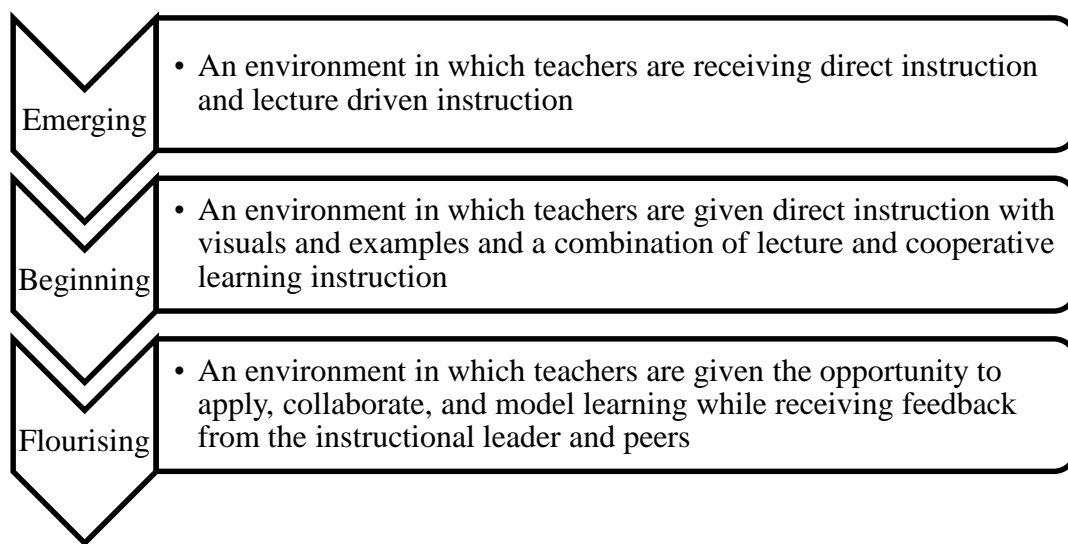 Emerging
• An environment in which teachers are receiving direct instruction
and lecture driven instruction
Beginning
• An environment in which teachers are given direct instruction with
visuals and examples and a combination of lecture and cooperative
learning instruction
Flourising
• An environment in which teachers are given the opportunity to
apply, collaborate, and model learning while receiving feedback
from the instructional leader and peers